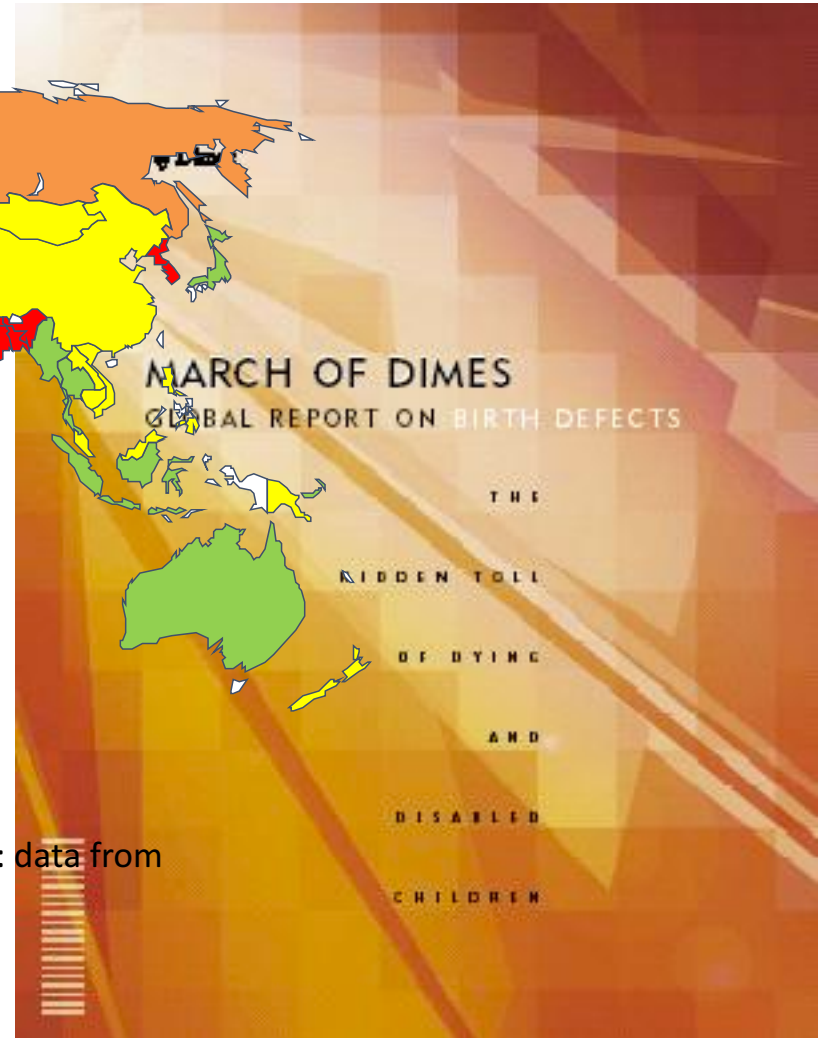 MARCH OF DIMES
GLOBAL REPORT ON BIRTH DEFECTS
THE
HIDDEN TOLL
OF DYING
AND
DISABLED
: data from
CHILDREN